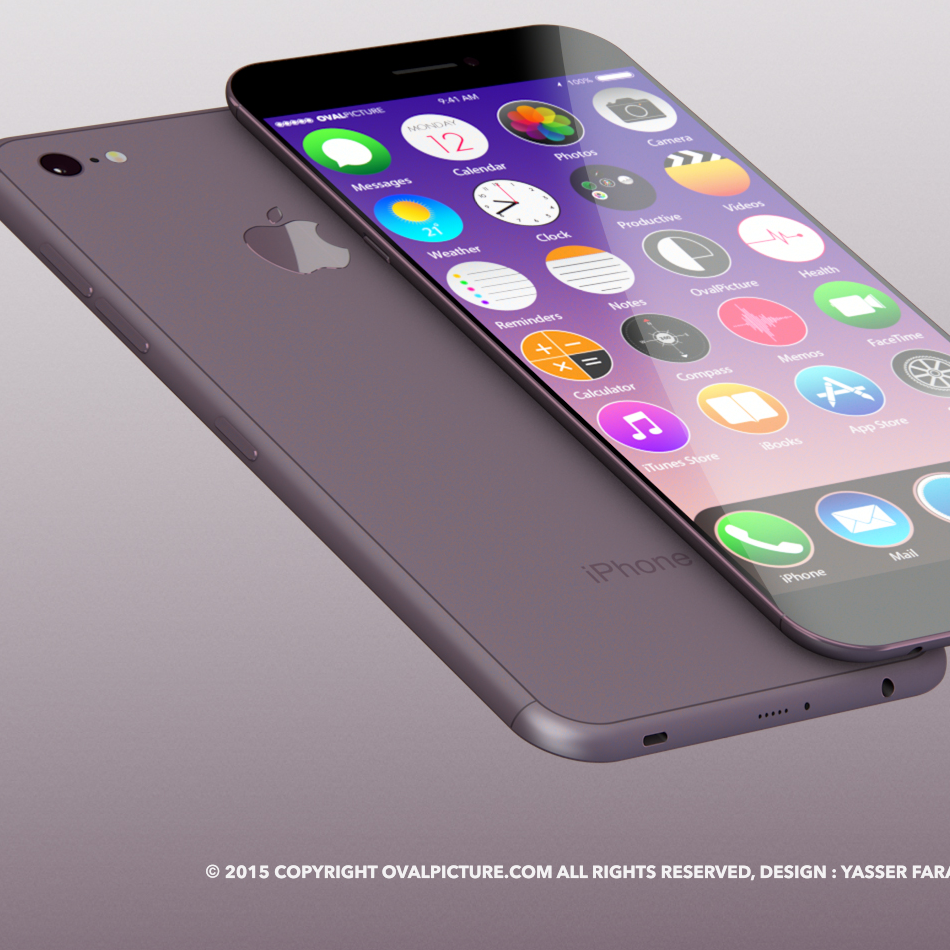 OVALPICTURE
9:41 AM
100%
MONDAY
12
Messages
Calendar
Photos
Camera
21°
Weather
Clock
Productive
Videos
Reminders
Notes
OvalPicture
Health
Calculator
Compass
Memos
FaceTime
iTunes Store
iBooks
App Store
iPhone
Mail
iPhone
© 2015 COPYRIGHT OVALPICTURE.COM ALL RIGHTS RESERVED, DESIGN : YASSER